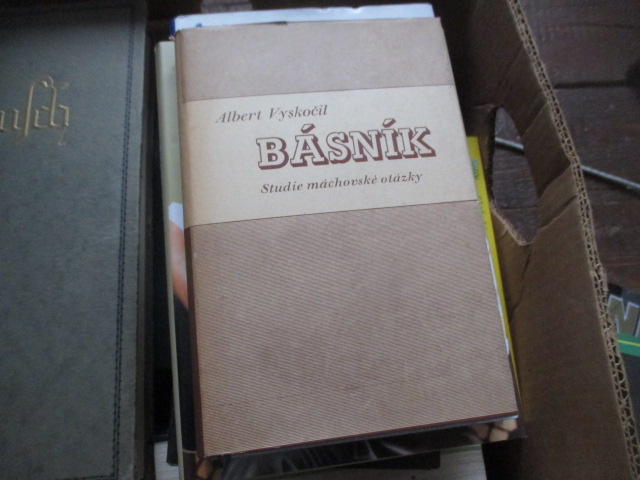 Albert Vyskočil
BÁSNÍK
Studie máchovské otázky